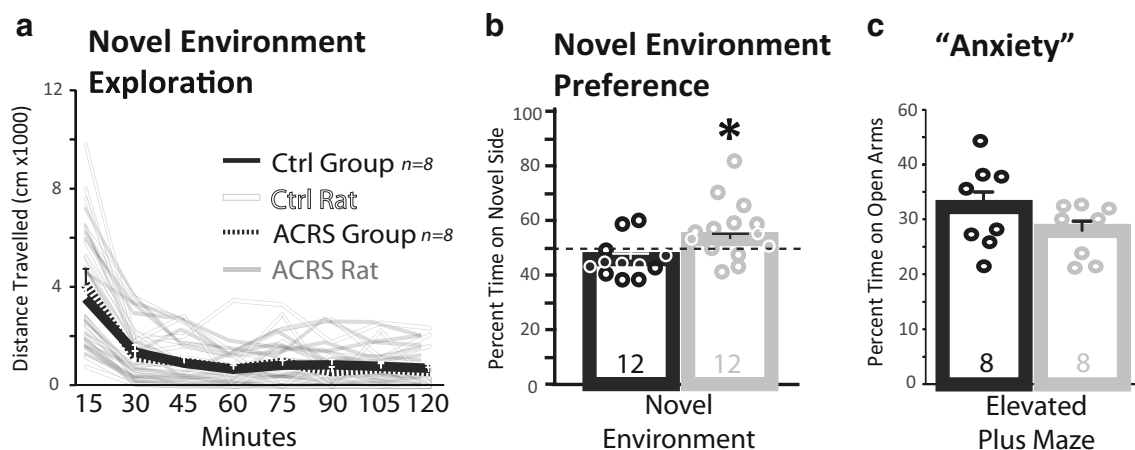 a
Novel Environment
Exploration
Distance Travelled (cm x1000)
12
8
4
0
Ctrl Group n=8
Ctrl Rat
ACRS Group n=8
ACRS Rat
15 30 45 60 75 90 105 120
Minutes
b
Novel Environment
Preference
Percent Time on Novel Side
100
80
60
40
20
0
*
12
12
Novel
Environment
c
“Anxiety”
Percent Time on Open Arms
60
50
40
30
20
10
0
8
8
Elevated
Plus Maze